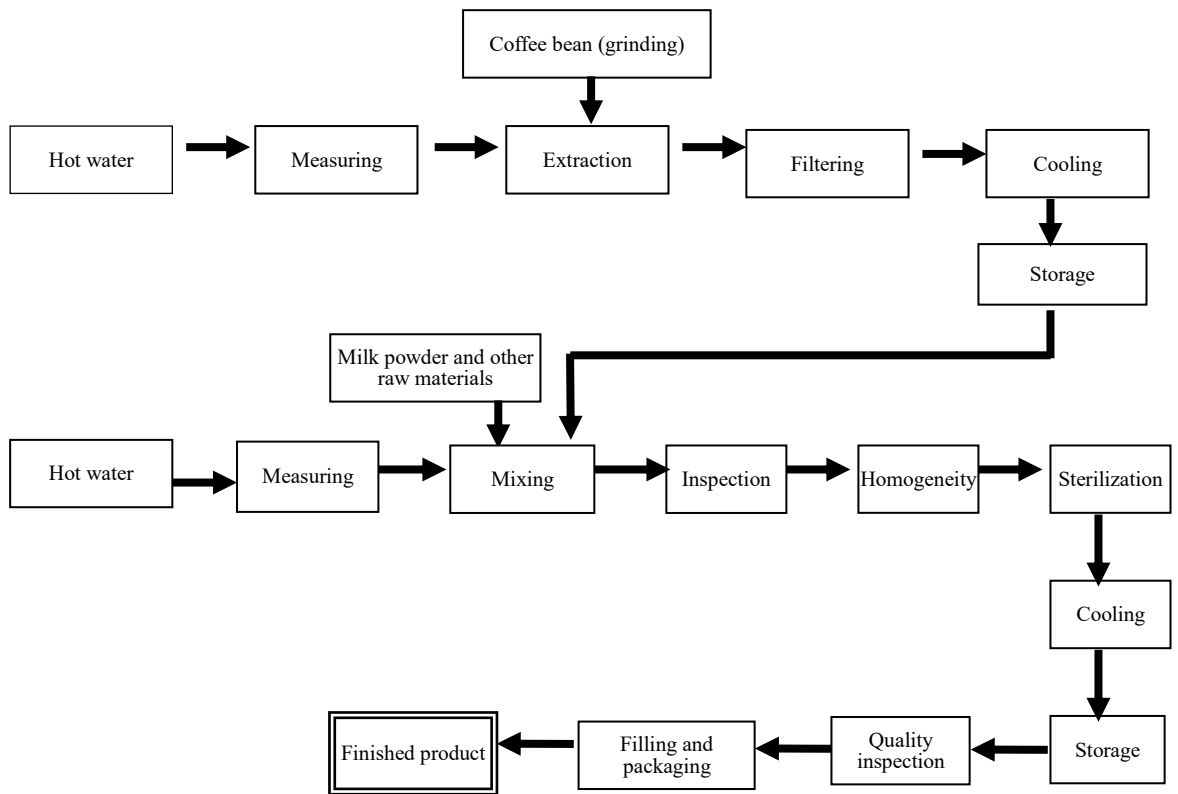 Coffee bean (grinding)
Hot water
Measuring
Extraction
Filtering
Cooling
Storage
Milk powder and other
raw materials
Hot water
Measuring
Mixing
Inspection
Homogeneity
Sterilization
Cooling
Finished product
Filling and
packaging
Quality
inspection
Storage